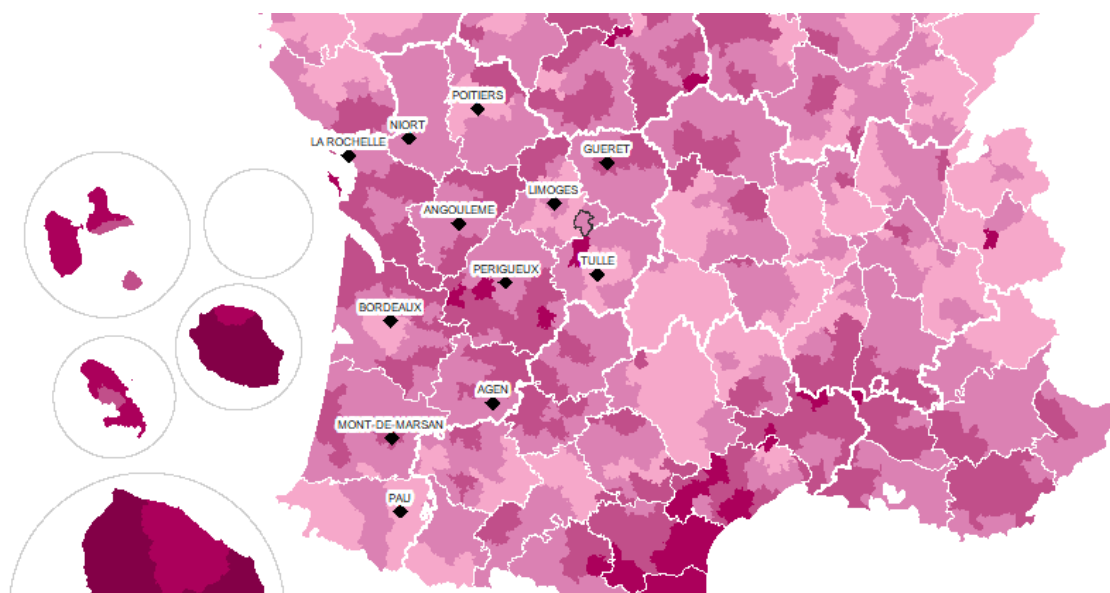 POITIERS
NIORT
LA ROCHELLE
GUERET
LIMOGES
ANGOULEME
TULLE
PERIGUEUX
BORDEAUX
AGEN
MONT-DE-MARSAN
PAU